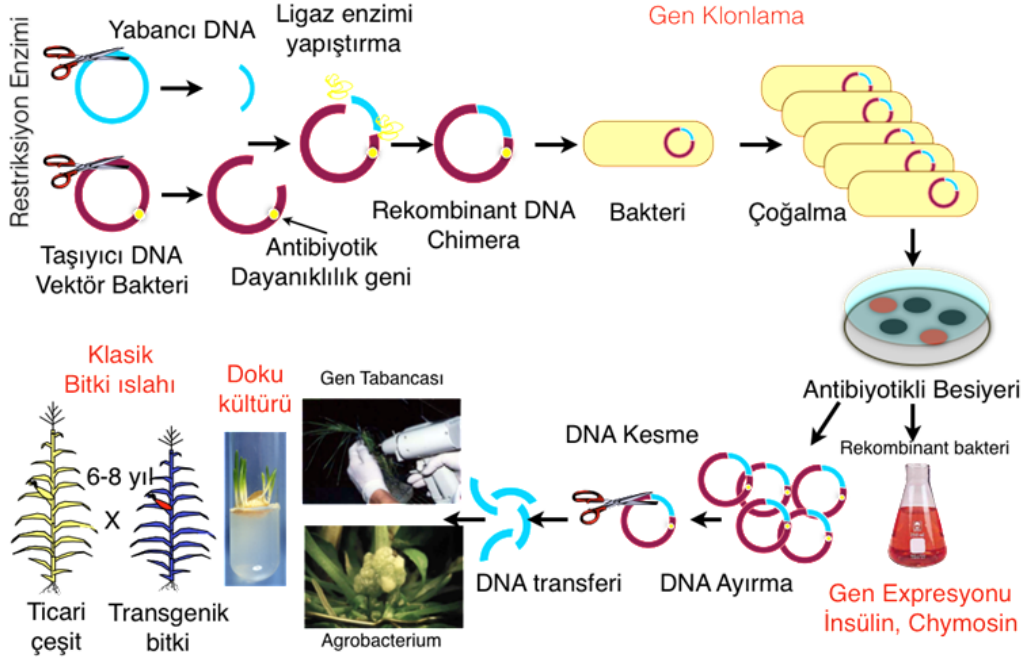 Restriksiyon Enzimi
Yabancı DNA
Ligaz enzimi
yapıştırma
Gen Klonlama
Taşıyıcı DNA
Vektör Bakteri
Antibiyotik
Dayanıklılık geni
Rekombinant DNA
Chimera
Bakteri
Çoğalma
Antibiyotikli Besiyeri
Rekombinant bakteri
Gen Expresyonu
İnsülin, Chymosin
DNA Ayırma
DNA Kesme
DNA transferi
Gen Tabancası
Agrobacterium
Doku
kültürü
Klasik
Bitki ıslahı
6-8 yıl
X
Ticari
çeşit
Transgenik
bitki